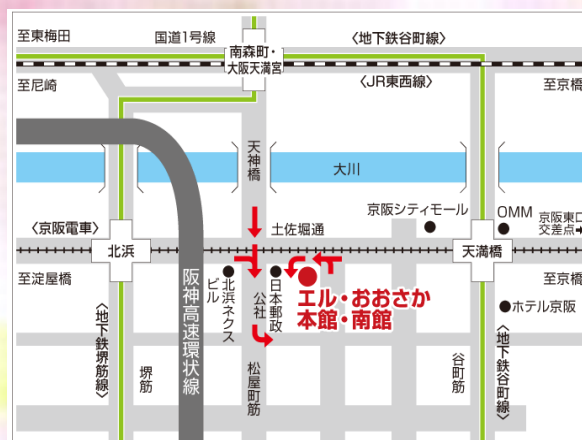 至東梅田
国道1号線
〈地下鉄谷町線〉
南森町・
大阪天満宮
至尼崎
〈JR東西線〉
至京橋
天神橋
大川
京阪シティモール
OMM
京阪東口
交差点
〈京阪電車〉
土佐堀通
北浜
天満橋
至淀屋橋
至京橋
阪神高速環状線
北浜ネクス
ビル
公社
日本郵政
エル・おおさか
本館・南館
ホテル京阪
〈地下鉄堺筋線〉
堺筋
松屋町筋
谷町筋
〈地下鉄谷町線〉